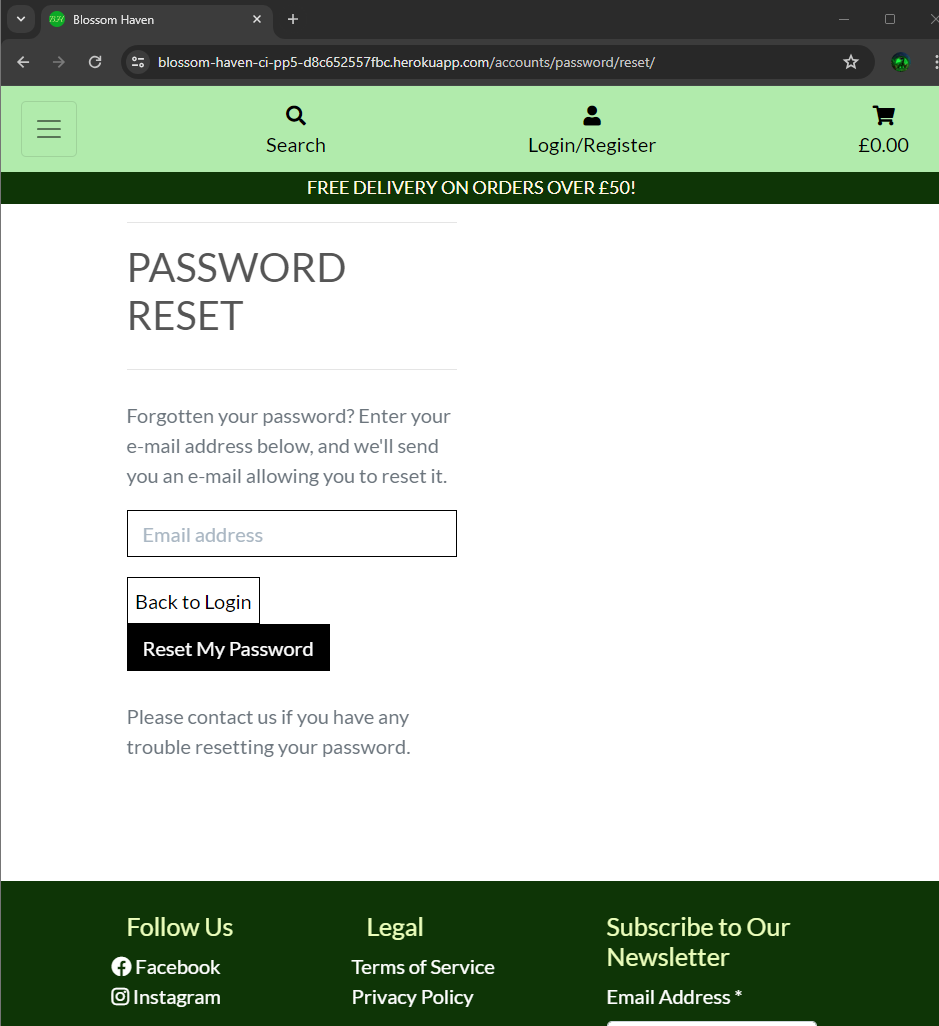 Blossom Haven
blossom-haven-ci-pp5-d8c652557fbc.herokuapp.com/accounts/password/reset/
Search
Login/Register
£0.00
FREE DELIVERY ON ORDERS OVER £50!
PASSWORD
RESET
Forgotten your password? Enter your
e-mail address below, and we'll send
you an e-mail allowing you to reset it.
Email address
Back to Login
Reset My Password
Please contact us if you have any
trouble resetting your password.
Follow Us
Facebook
Instagram
Legal
Terms of Service
Privacy Policy
Subscribe to Our
Newsletter
Email Address *